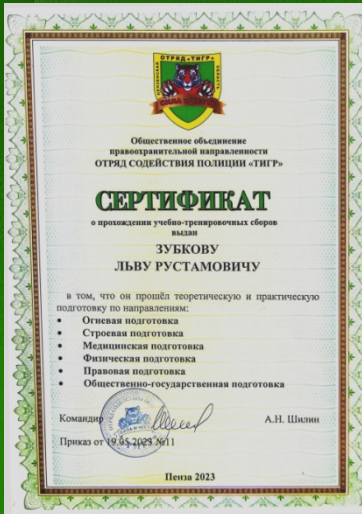 ОТРЯД «ТИГР»
Общественное объединение
правоохранительной направленности
ОТРЯД СОДЕЙСТВИЯ ПОЛИЦИИ «ТИГР»
СЕРТИФИКАТ
о прохождении учебно-тренировочных сборов
выдан
ЗУБКОВУ
ЛЬВУ РУСТАМОВИЧУ
в том, что он прошёл теоретическую и практическую
подготовку по направлениям:
• Огневая подготовка
• Строевая подготовка
• Медицинская подготовка
• Физическая подготовка
• Правовая подготовка
• Общественно-государственная подготовка
Командир А.Н. Шилин
Приказ от 19.05.2023 №11
Пенза 2023